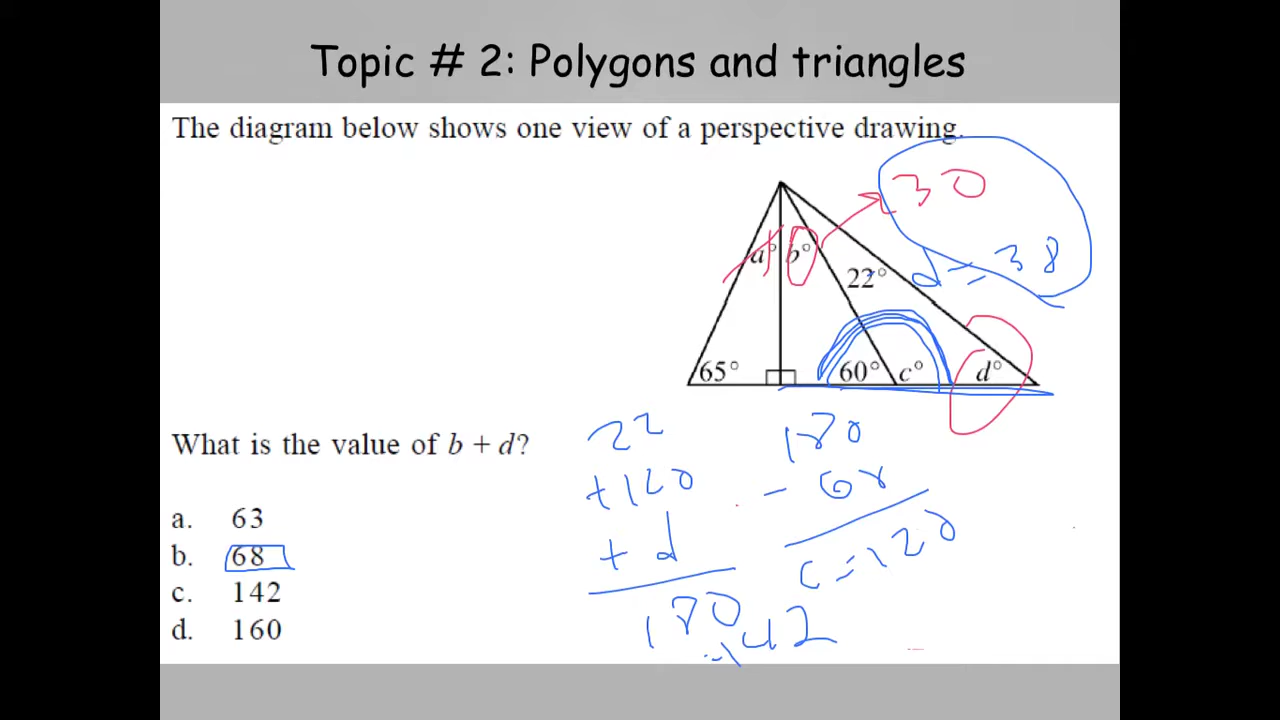 Topic # 2: Polygons and triangles
The diagram below shows one view of a perspective drawing.
30
a° b°
22°
d = 38
65° 60° c° d°
What is the value of b + d?
22
+120
+ d
180
180
- 60
c = 120
-142
a. 63
b. 68
c. 142
d. 160